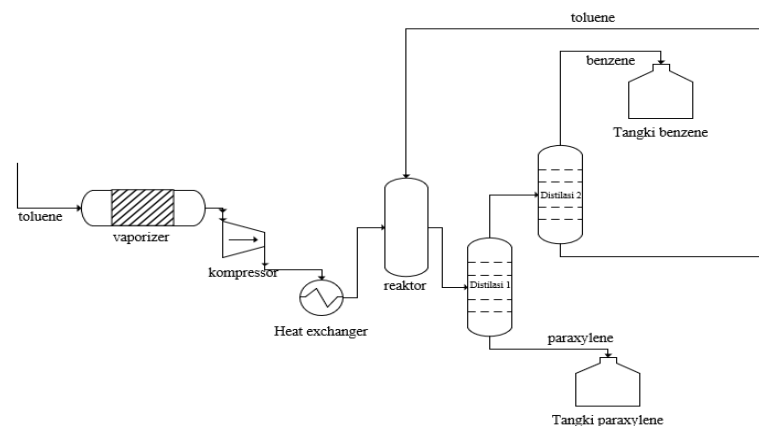 toluene
benzene
Tangki benzene
Distilasi 2
toluene
vaporizer
kompressor
reaktor
Distilasi 1
Heat exchanger
paraxylene
Tangki paraxylene